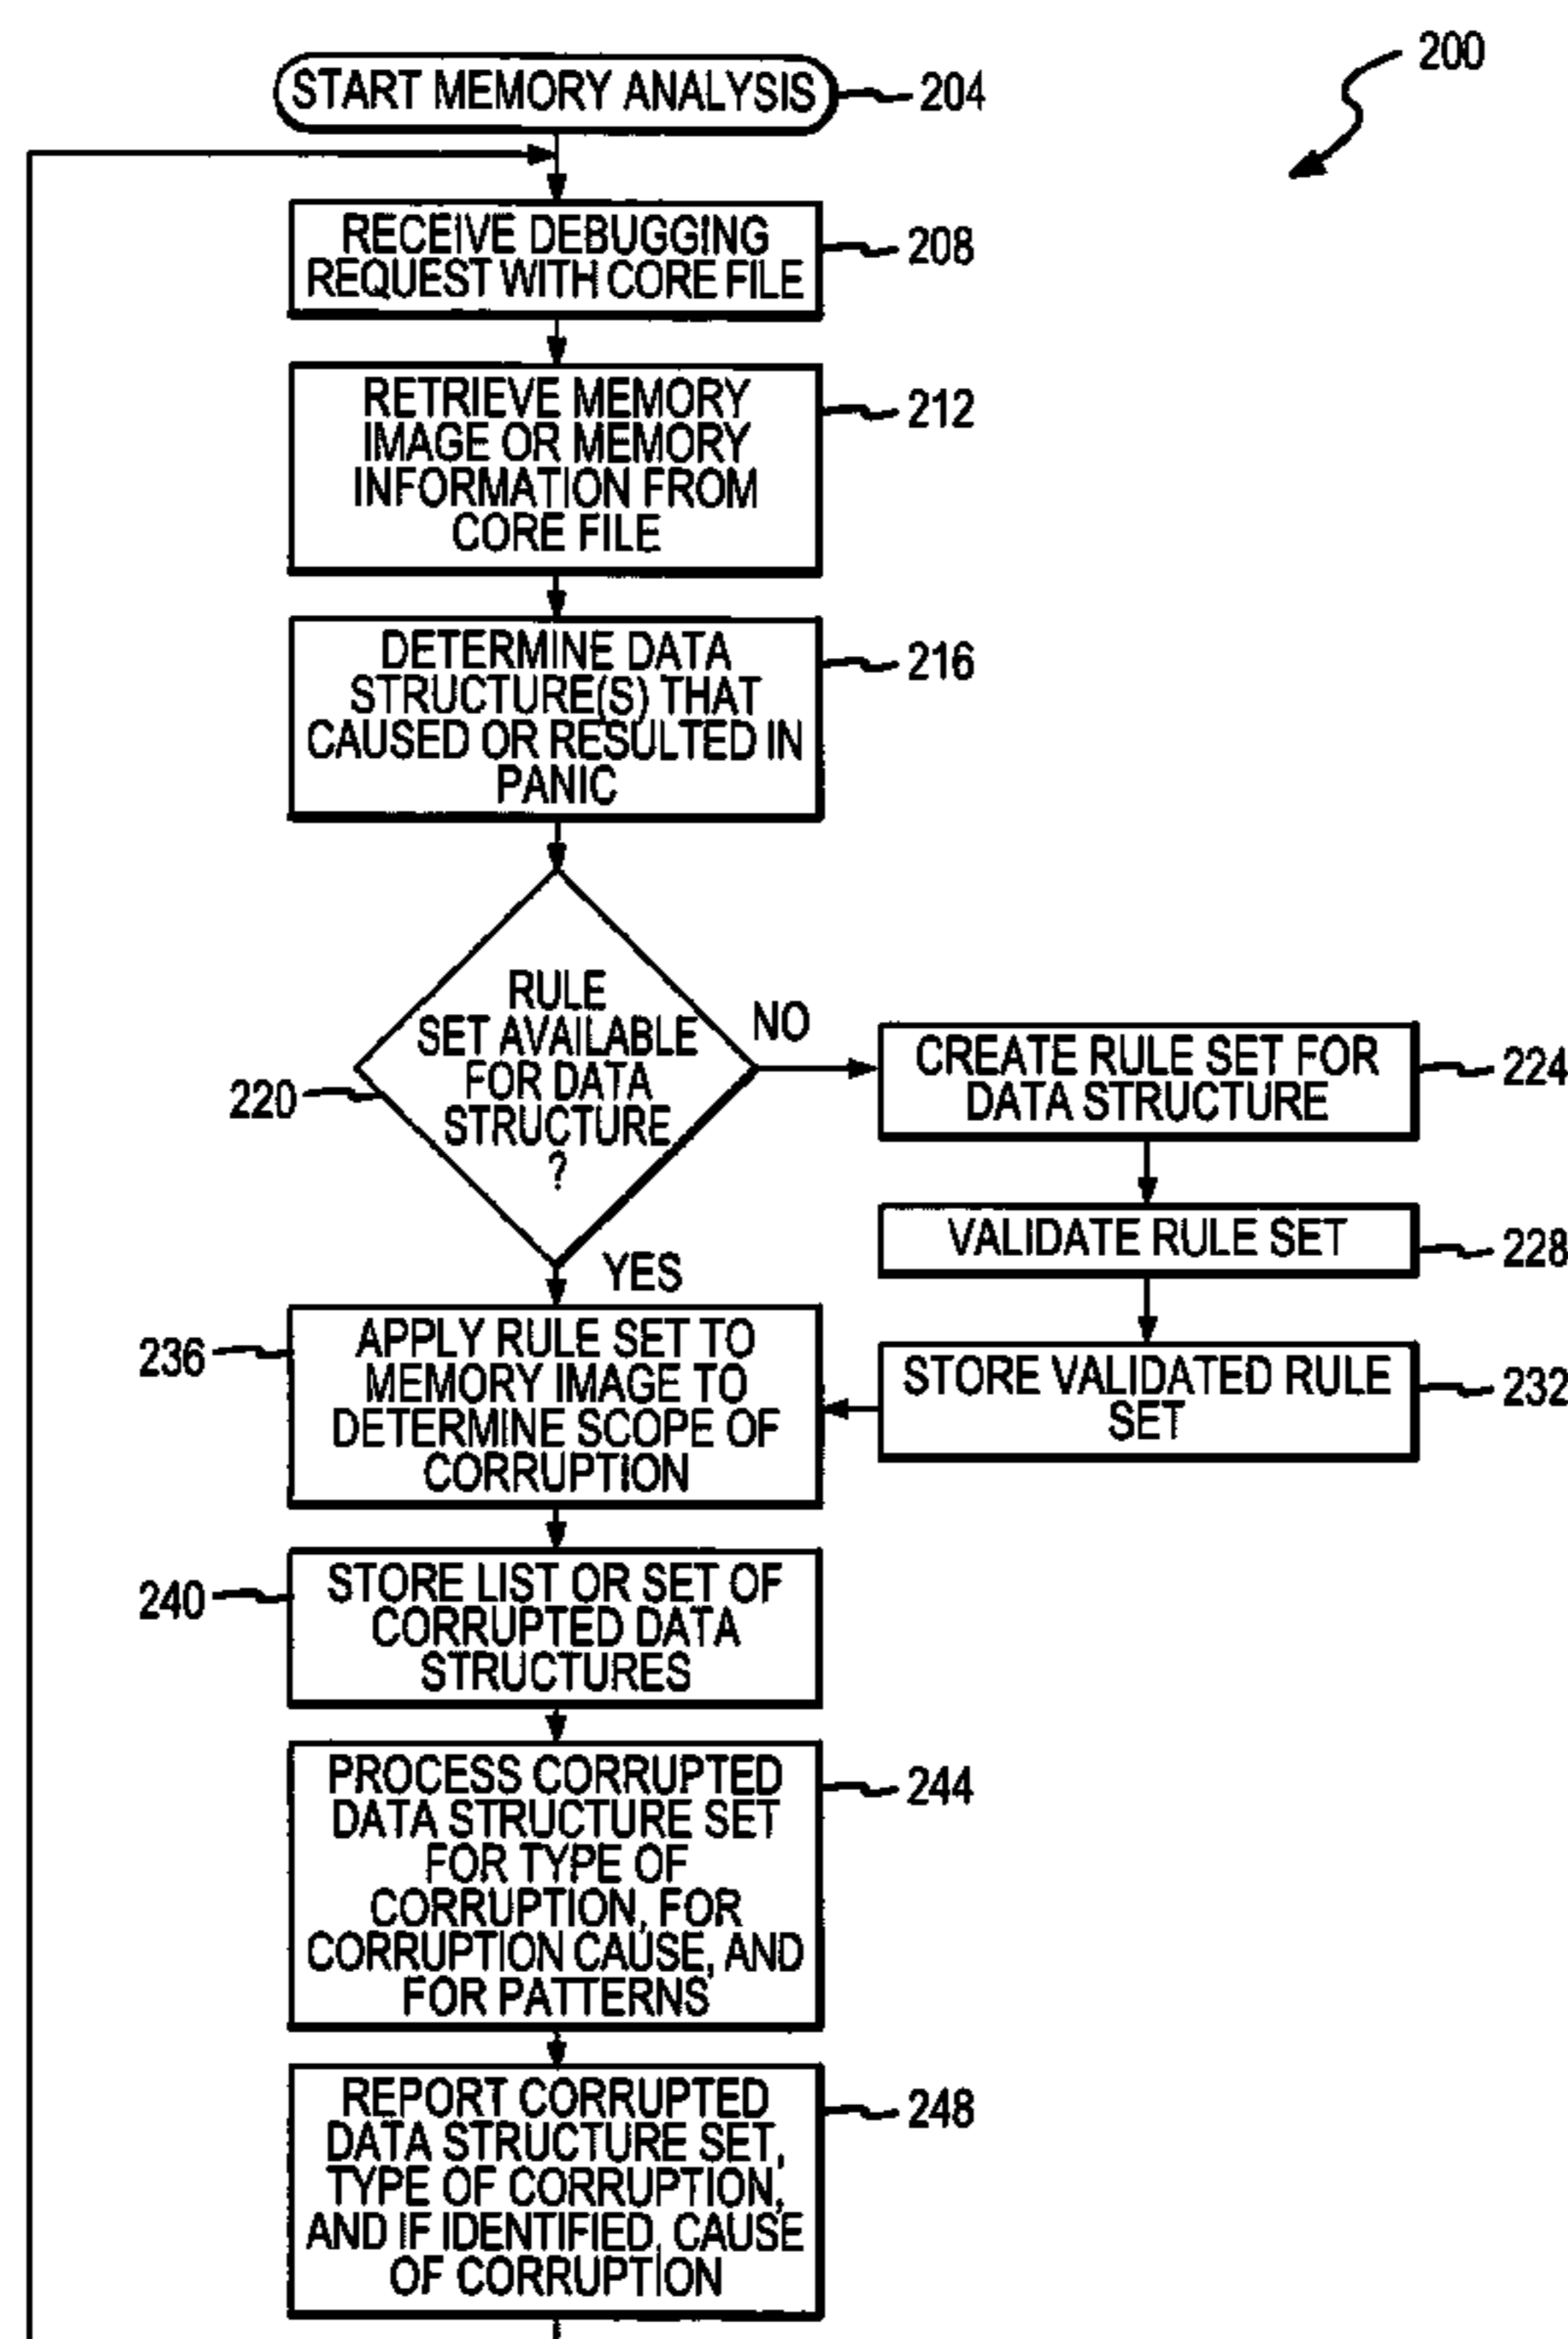 200
START MEMORY ANALYSIS
204
RECEIVE DEBUGGING
REQUEST WITH CORE FILE
208
RETRIEVE MEMORY
IMAGE OR MEMORY
INFORMATION FROM
CORE FILE
212
DETERMINE DATA
STRUCTURE(S) THAT
CAUSED OR RESULTED IN
PANIC
216
RULE
SET AVAILABLE
FOR DATA
STRUCTURE
?
220
NO
YES
CREATE RULE SET FOR
DATA STRUCTURE
224
VALIDATE RULE SET
228
STORE VALIDATED RULE
SET
232
236
APPLY RULE SET TO
MEMORY IMAGE TO
DETERMINE SCOPE OF
CORRUPTION
240
STORE LIST OR SET OF
CORRUPTED DATA
STRUCTURES
PROCESS CORRUPTED
DATA STRUCTURE SET
FOR TYPE OF
CORRUPTION, FOR
CORRUPTION CAUSE, AND
FOR PATTERNS
244
REPORT CORRUPTED
DATA STRUCTURE SET,
TYPE OF CORRUPTION,
AND IF IDENTIFIED, CAUSE
OF CORRUPTION
248